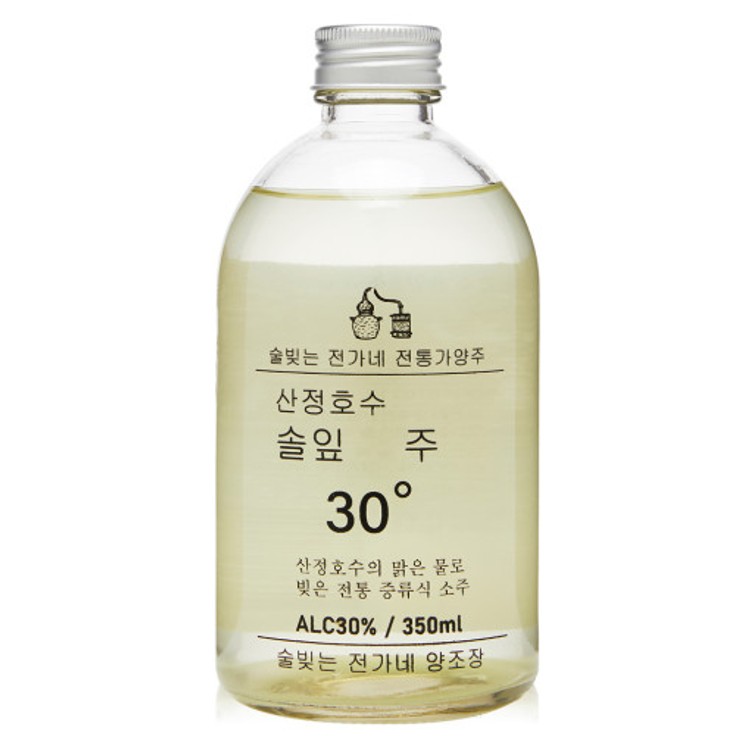 술빚는 전가네 전통가양주
산정호수
솔잎 주
30°
산정호수의 맑은 물로
빚은 전통 증류식 소주
ALC30% / 350ml
술빚는 전가네 양조장